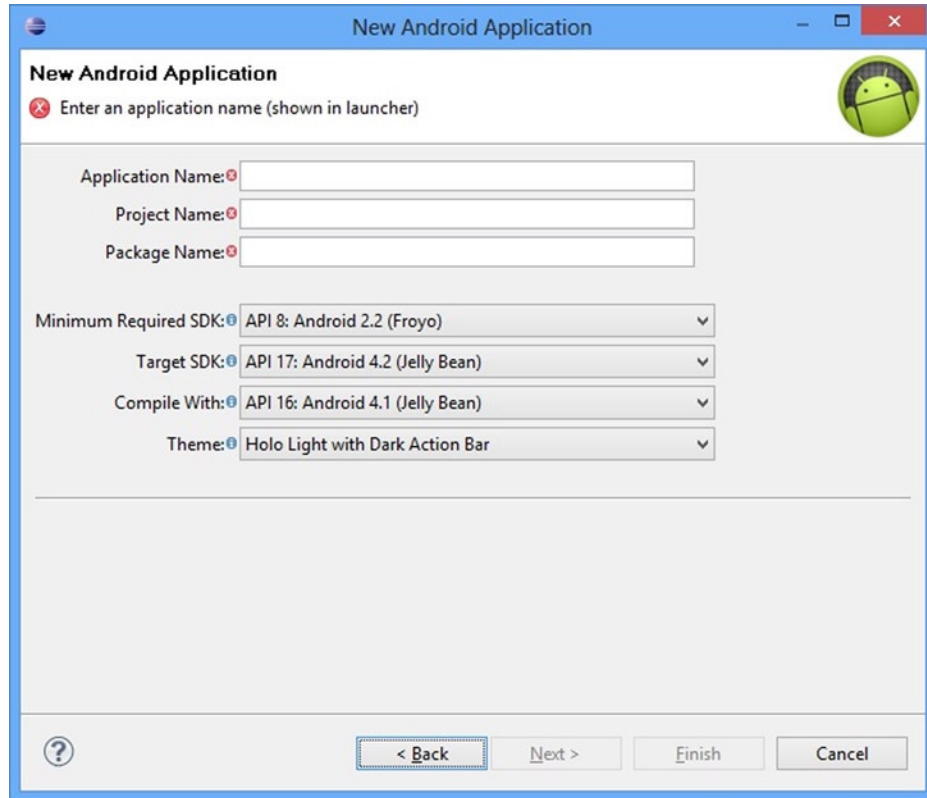 New Android Application
New Android Application
Enter an application name (shown in launcher)
Application Name:
Project Name:
Package Name:
Minimum Required SDK: API 8: Android 2.2 (Froyo)
Target SDK: API 17: Android 4.2 (Jelly Bean)
Compile With: API 16: Android 4.1 (Jelly Bean)
Theme: Holo Light with Dark Action Bar
? < Back Next > Finish Cancel